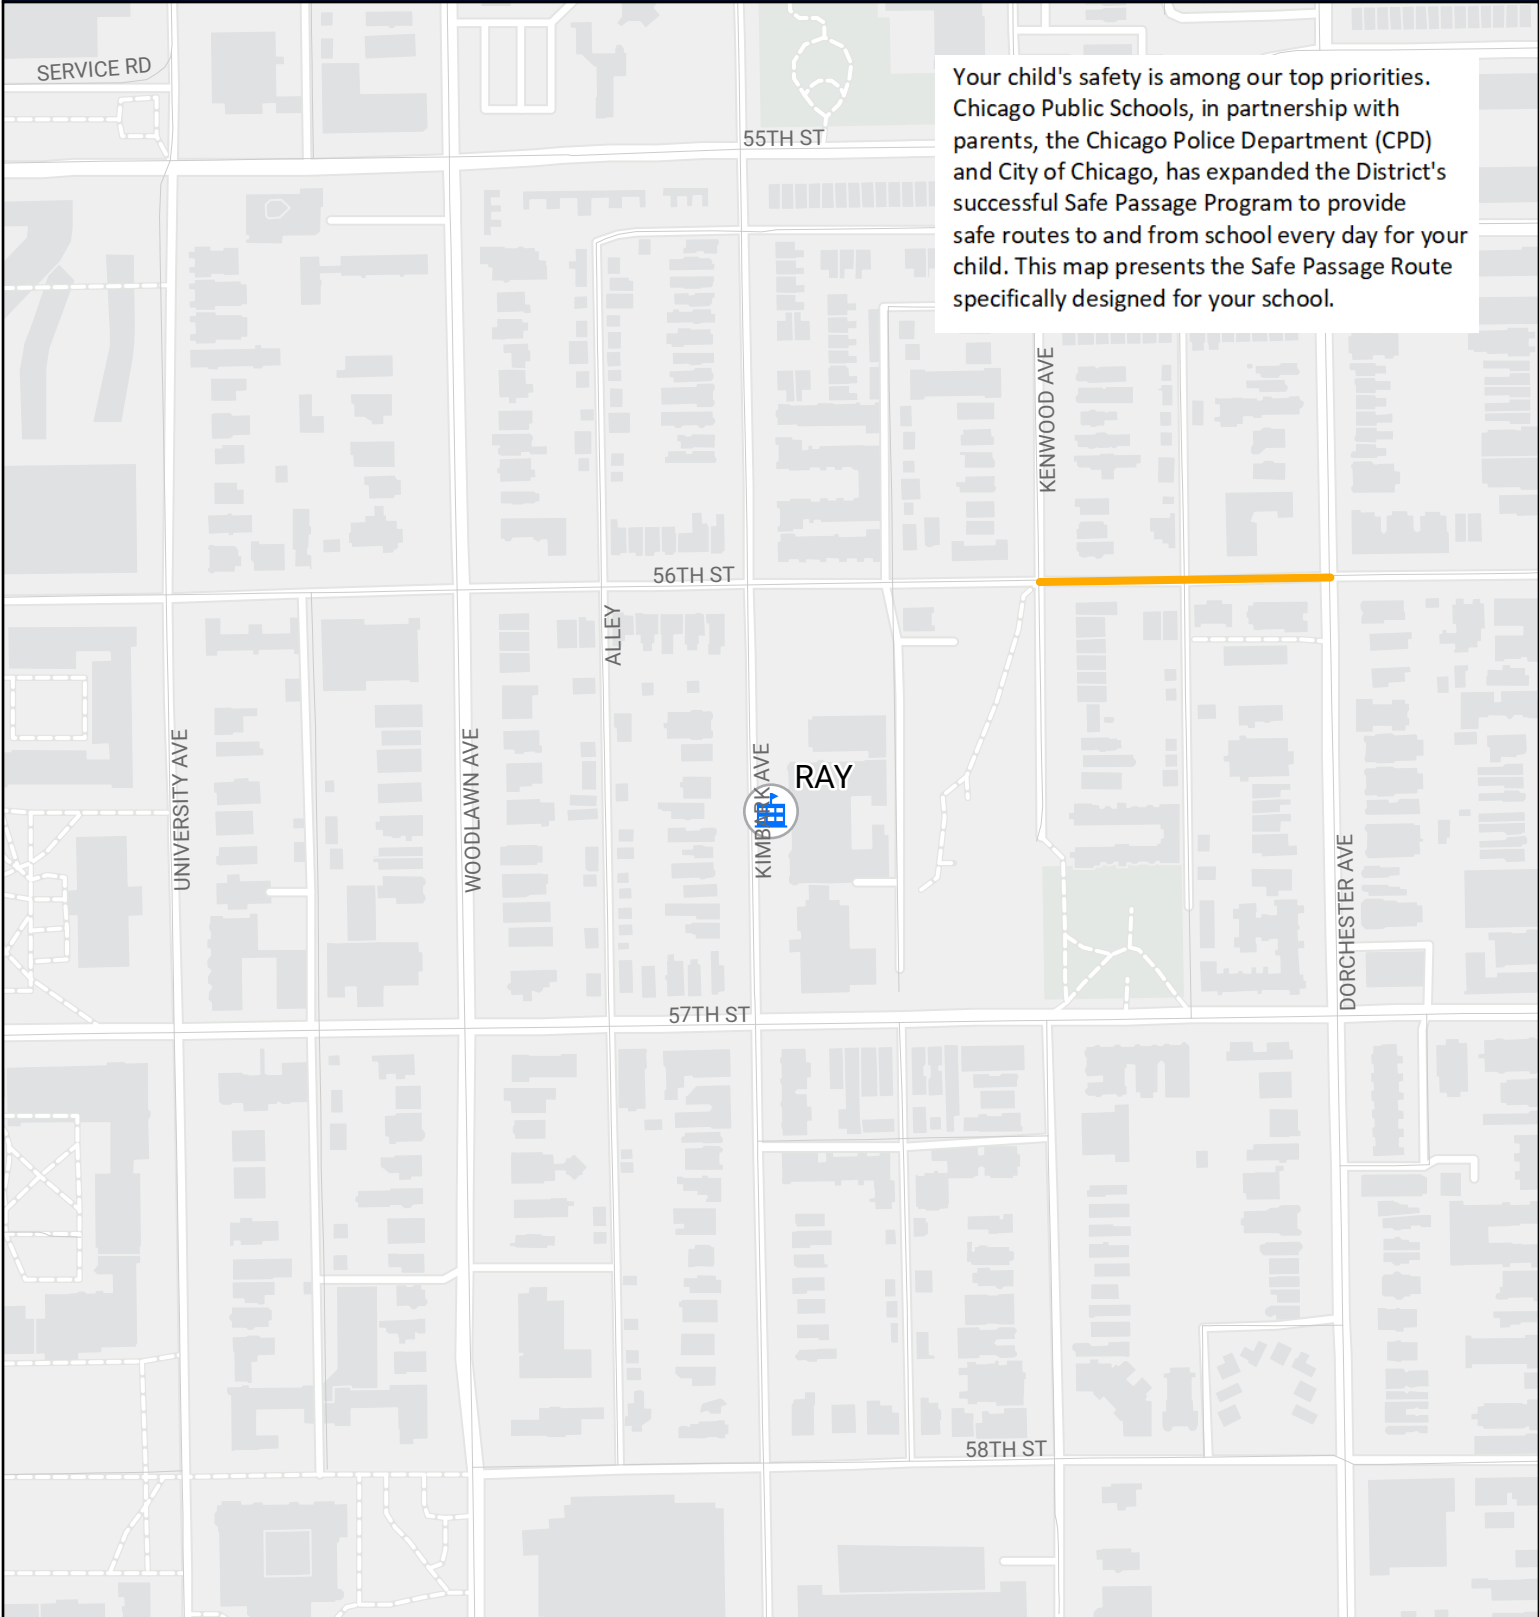 SERVICE RD
Your child's safety is among our top priorities.
Chicago Public Schools, in partnership with
parents, the Chicago Police Department (CPD)
and City of Chicago, has expanded the District's
successful Safe Passage Program to provide
safe routes to and from school every day for your
child. This map presents the Safe Passage Route
specifically designed for your school.
55TH ST
KENWOOD AVE
56TH ST
ALLEY
UNIVERSITY AVE
WOODLAWN AVE
KIMBARK AVE
RAY
DORCHESTER AVE
57TH ST
58TH ST